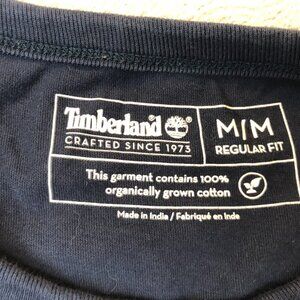 Timberland
CRAFTED SINCE 1973
M/M
REGULAR FIT
This garment contains 100%
organically grown cotton
Made in India / Fabriqué en Inde